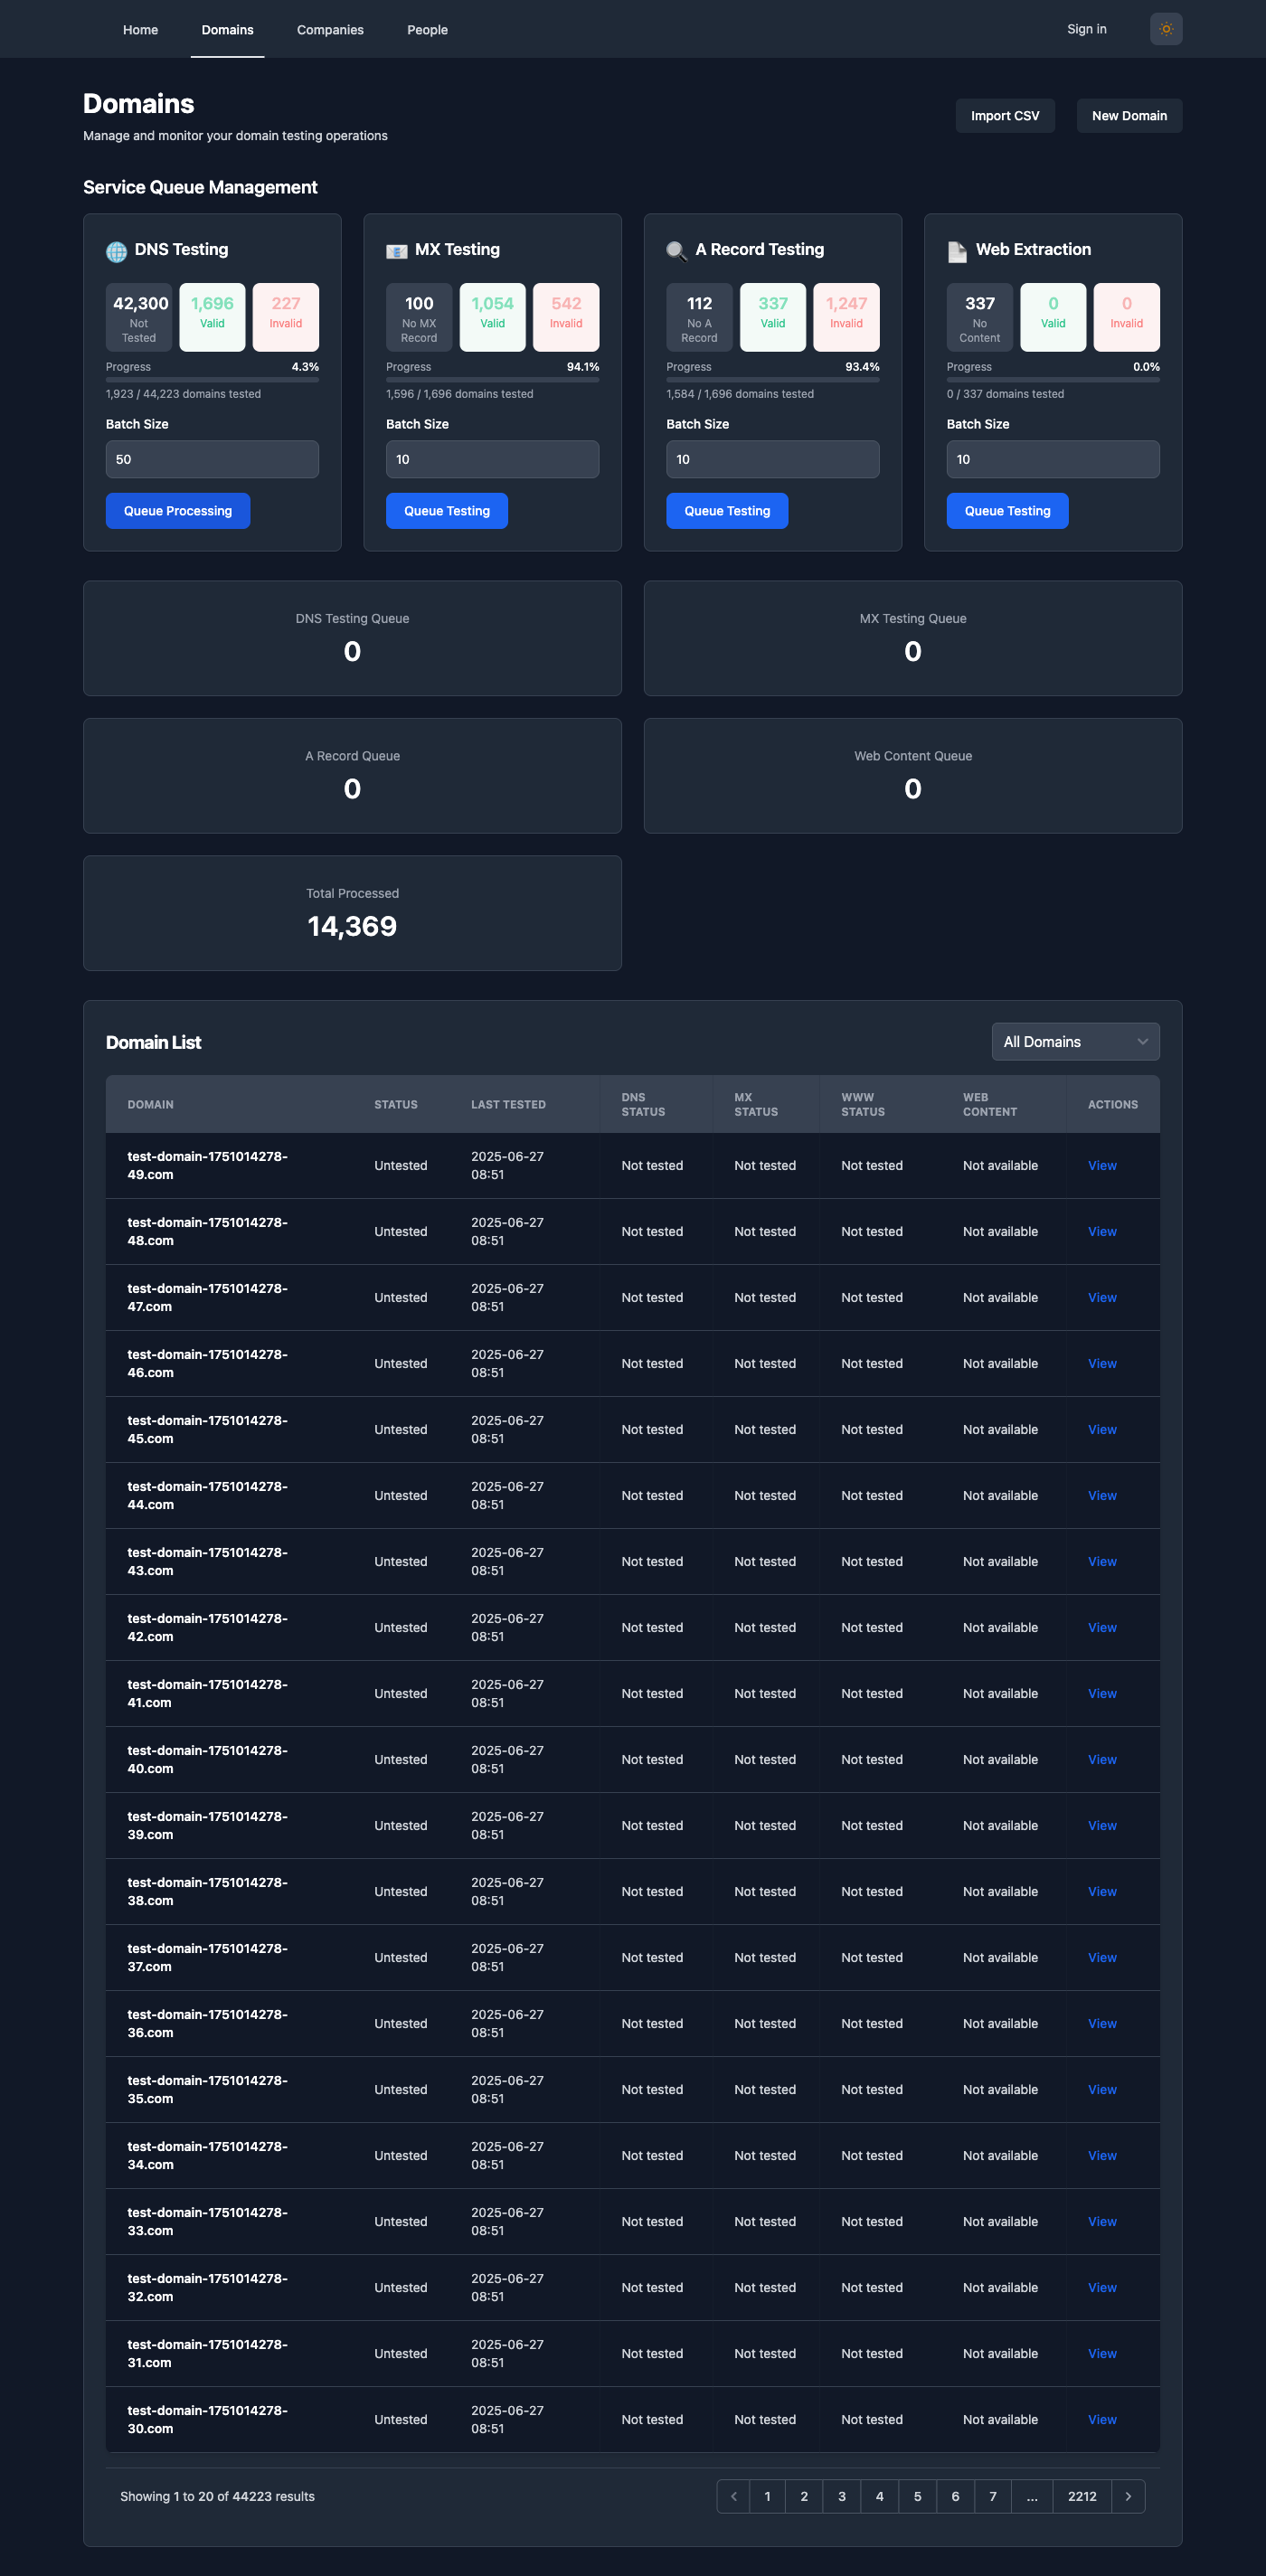 Home Domains Companies People Sign in
Domains
Manage and monitor your domain testing operations
Import CSV New Domain
Service Queue Management
DNS Testing
42,300 1,696 227
Not Tested Valid Invalid
Progress 4.3%
1,923 / 44,223 domains tested
Batch Size
50
Queue Processing
MX Testing
100 1,054 542
No MX Record Valid Invalid
Progress 94.1%
1,596 / 1,696 domains tested
Batch Size
10
Queue Testing
A Record Testing
112 337 1,247
No A Record Valid Invalid
Progress 93.4%
1,584 / 1,696 domains tested
Batch Size
10
Queue Testing
Web Extraction
337 0 0
No Content Valid Invalid
Progress 0.0%
0 / 337 domains tested
Batch Size
10
Queue Testing
DNS Testing Queue
0
MX Testing Queue
0
A Record Queue
0
Web Content Queue
0
Total Processed
14,369
Domain List
All Domains
DOMAIN STATUS LAST TESTED DNS STATUS MX STATUS WWW STATUS WEB CONTENT ACTIONS
test-domain-1751014278-49.com Untested 2025-06-27 08:51 Not tested Not tested Not tested Not available View
test-domain-1751014278-48.com Untested 2025-06-27 08:51 Not tested Not tested Not tested Not available View
test-domain-1751014278-47.com Untested 2025-06-27 08:51 Not tested Not tested Not tested Not available View
test-domain-1751014278-46.com Untested 2025-06-27 08:51 Not tested Not tested Not tested Not available View
test-domain-1751014278-45.com Untested 2025-06-27 08:51 Not tested Not tested Not tested Not available View
test-domain-1751014278-44.com Untested 2025-06-27 08:51 Not tested Not tested Not tested Not available View
test-domain-1751014278-43.com Untested 2025-06-27 08:51 Not tested Not tested Not tested Not available View
test-domain-1751014278-42.com Untested 2025-06-27 08:51 Not tested Not tested Not tested Not available View
test-domain-1751014278-41.com Untested 2025-06-27 08:51 Not tested Not tested Not tested Not available View
test-domain-1751014278-40.com Untested 2025-06-27 08:51 Not tested Not tested Not tested Not available View
test-domain-1751014278-39.com Untested 2025-06-27 08:51 Not tested Not tested Not tested Not available View
test-domain-1751014278-38.com Untested 2025-06-27 08:51 Not tested Not tested Not tested Not available View
test-domain-1751014278-37.com Untested 2025-06-27 08:51 Not tested Not tested Not tested Not available View
test-domain-1751014278-36.com Untested 2025-06-27 08:51 Not tested Not tested Not tested Not available View
test-domain-1751014278-35.com Untested 2025-06-27 08:51 Not tested Not tested Not tested Not available View
test-domain-1751014278-34.com Untested 2025-06-27 08:51 Not tested Not tested Not tested Not available View
test-domain-1751014278-33.com Untested 2025-06-27 08:51 Not tested Not tested Not tested Not available View
test-domain-1751014278-32.com Untested 2025-06-27 08:51 Not tested Not tested Not tested Not available View
test-domain-1751014278-31.com Untested 2025-06-27 08:51 Not tested Not tested Not tested Not available View
test-domain-1751014278-30.com Untested 2025-06-27 08:51 Not tested Not tested Not tested Not available View
Showing 1 to 20 of 44223 results
1 2 3 4 5 6 7 ... 2212